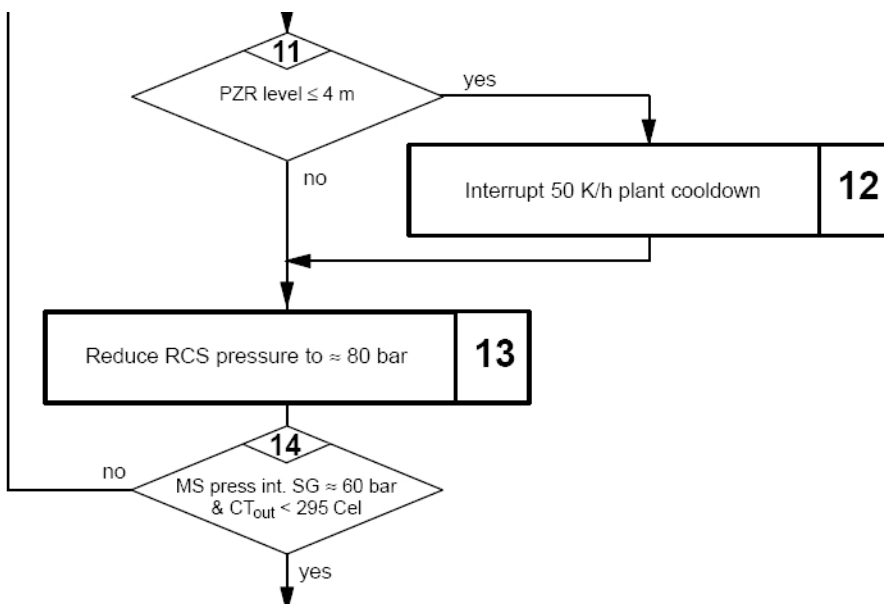 11
PZR level ≤ 4 m
yes
no
Interrupt 50 K/h plant cooldown
12
Reduce RCS pressure to ≈ 80 bar
13
14
no
MS press int. SG ≈ 60 bar
& CTout < 295 Cel
yes